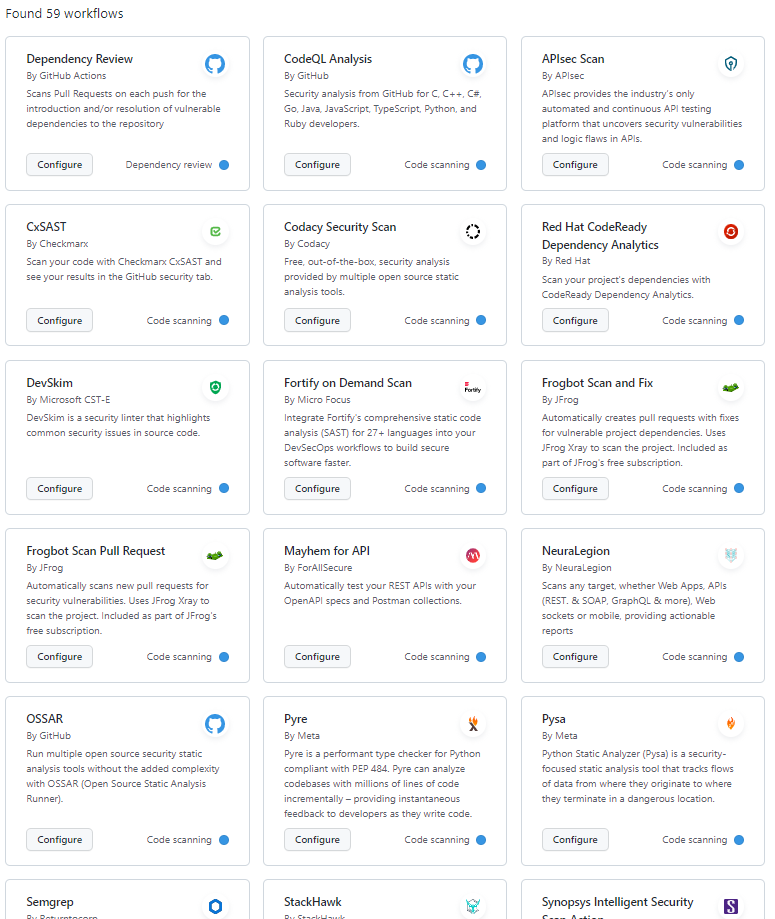 Found 59 workflows
Dependency Review
By GitHub Actions
Scans Pull Requests on each push for the
introduction and/or resolution of vulnerable
dependencies to the repository
Configure
Dependency review
CodeQL Analysis
By GitHub
Security analysis from GitHub for C, C++, C#,
Go, Java, JavaScript, TypeScript, Python, and
Ruby developers.
Configure
Code scanning
APIsec Scan
By APIsec
APIsec provides the industry's only
automated and continuous API testing
platform that uncovers security vulnerabilities
and logic flaws in APIs.
Configure
Code scanning
CxSAST
By Checkmarx
Scan your code with Checkmarx CxSAST and
see your results in the GitHub security tab.
Configure
Code scanning
Codacy Security Scan
By Codacy
Free, out-of-the-box, security analysis
provided by multiple open source static
analysis tools.
Configure
Code scanning
Red Hat CodeReady
Dependency Analytics
By Red Hat
Scan your project's dependencies with
CodeReady Dependency Analytics.
Configure
Code scanning
DevSkim
By Microsoft CST-E
DevSkim is a security linter that highlights
common security issues in source code.
Configure
Code scanning
Fortify on Demand Scan
By Micro Focus
Integrate Fortify's comprehensive static code
analysis (SAST) for 27+ languages into your
DevSecOps workflows to build secure
software faster.
Fortify
Configure
Code scanning
Frogbot Scan and Fix
By JFrog
Automatically creates pull requests with fixes
for vulnerable project dependencies. Uses
JFrog Xray to scan the project. Included as
part of JFrog's free subscription.
Configure
Code scanning
Frogbot Scan Pull Request
By JFrog
Automatically scans new pull requests for
security vulnerabilities. Uses JFrog Xray to
scan the project. Included as part of JFrog's
free subscription.
Configure
Code scanning
Mayhem for API
By ForAllSecure
Automatically test your REST APIs with your
OpenAPI specs and Postman collections.
Configure
Code scanning
NeuraLegion
By NeuraLegion
Scans any target, whether Web Apps, APIs
(REST. & SOAP, GraphQL & more), Web
sockets or mobile, providing actionable
reports
Configure
Code scanning
OSSAR
By GitHub
Run multiple open source security static
analysis tools without the added complexity
with OSSAR (Open Source Static Analysis
Runner).
Configure
Code scanning
Pyre
By Meta
Pyre is a performant type checker for Python
compliant with PEP 484. Pyre can analyze
codebases with millions of lines of code
incrementally – providing instantaneous
feedback to developers as they write code.
Configure
Code scanning
Pysa
By Meta
Python Static Analyzer (Pysa) is a security-
focused static analysis tool that tracks flows
of data from where they originate to where
they terminate in a dangerous location.
Configure
Code scanning
Semgrep
By Returntocorp
StackHawk
By StackHawk
Synopsys Intelligent Security
Scan Action
S